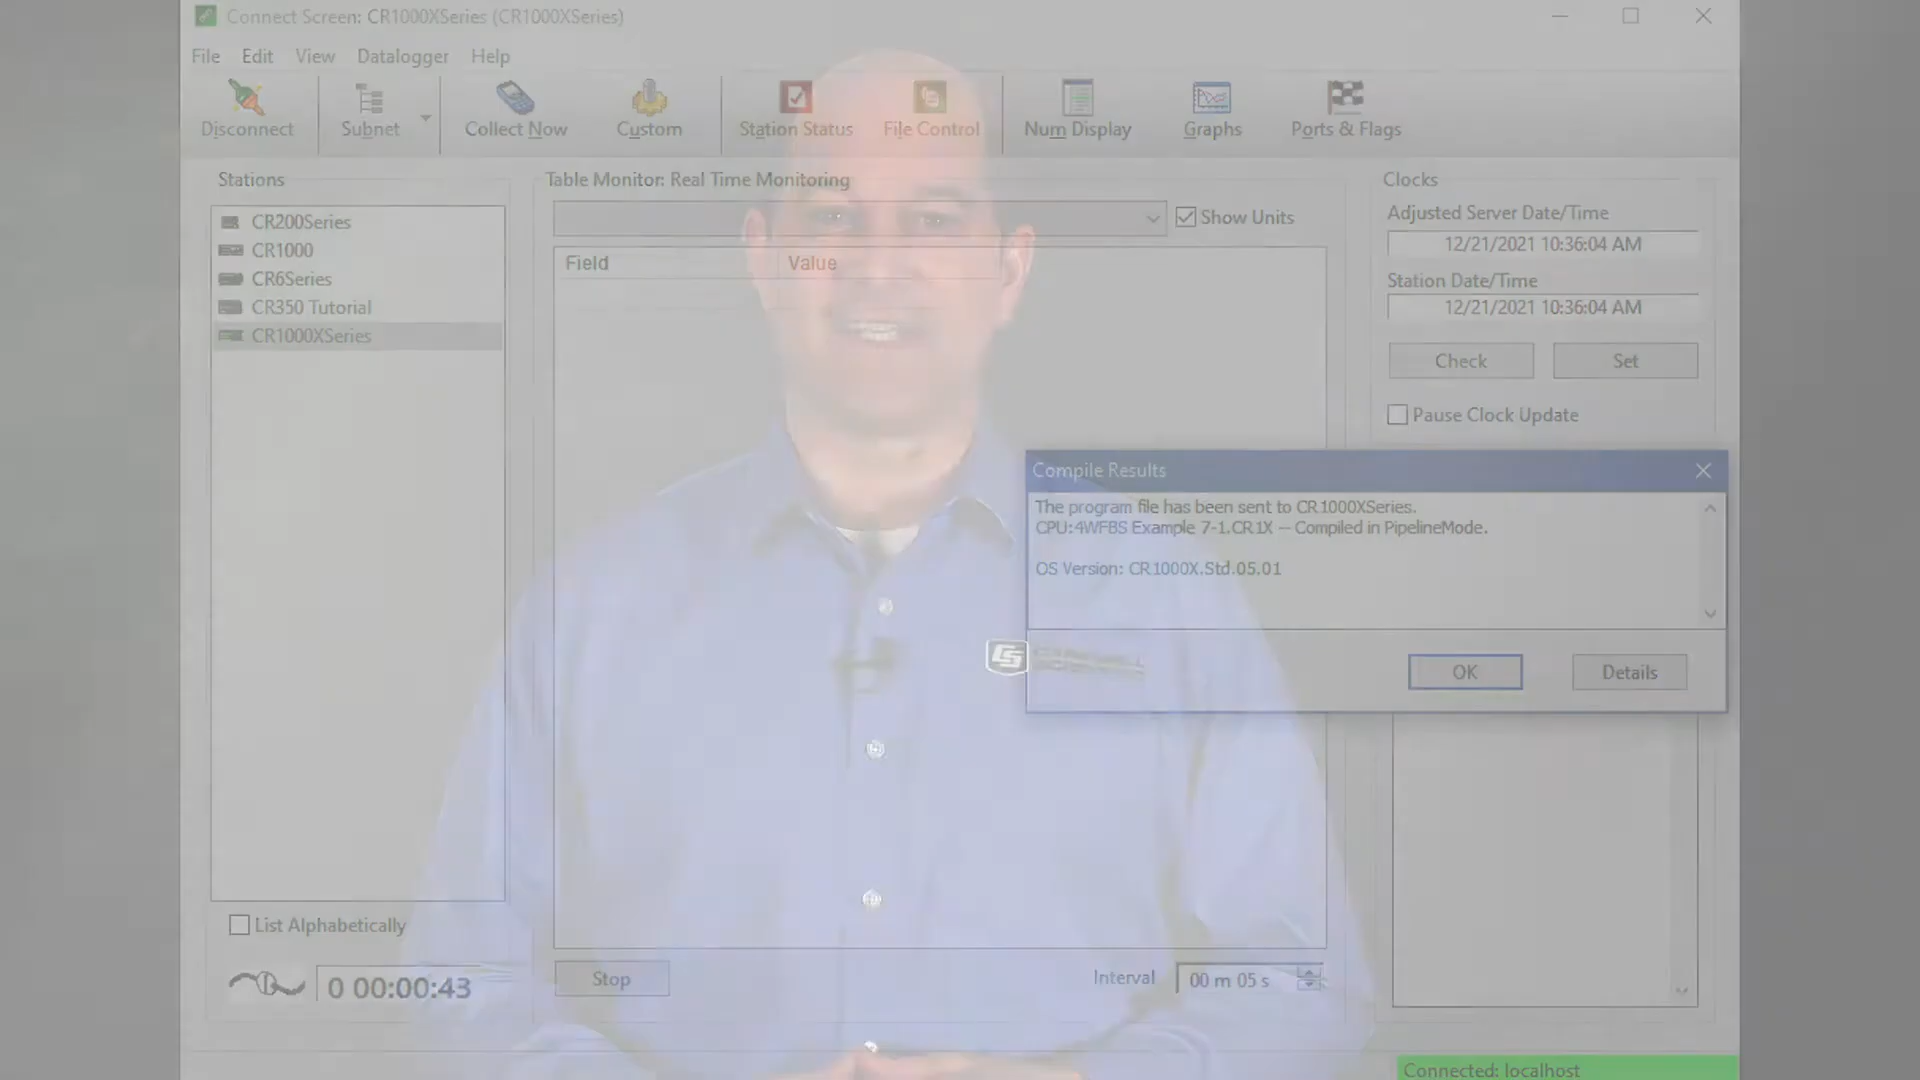 Connect Screen: CR1000XSeries (CR1000XSeries)
File Edit View Datalogger Help
Disconnect Subnet Collect Now Custom Station Status File Control Num Display Graphs Ports & Flags
Stations
CR200Series
CR1000
CR6Series
CR350 Tutorial
CR1000XSeries
List Alphabetically
0 00:00:43
Table Monitor: Real Time Monitoring
Show Units
Field Value
Stop
Interval 00 m 05 s
Clocks
Adjusted Server Date/Time
12/21/2021 10:36:04 AM
Station Date/Time
12/21/2021 10:36:04 AM
Check Set
Pause Clock Update
Compile Results
The program file has been sent to CR1000XSeries.
CPU:4WFBS Example 7-1.CR1X -- Compiled in PipelineMode.
OS Version: CR1000X.Std.05.01
OK Details
Connected: localhost